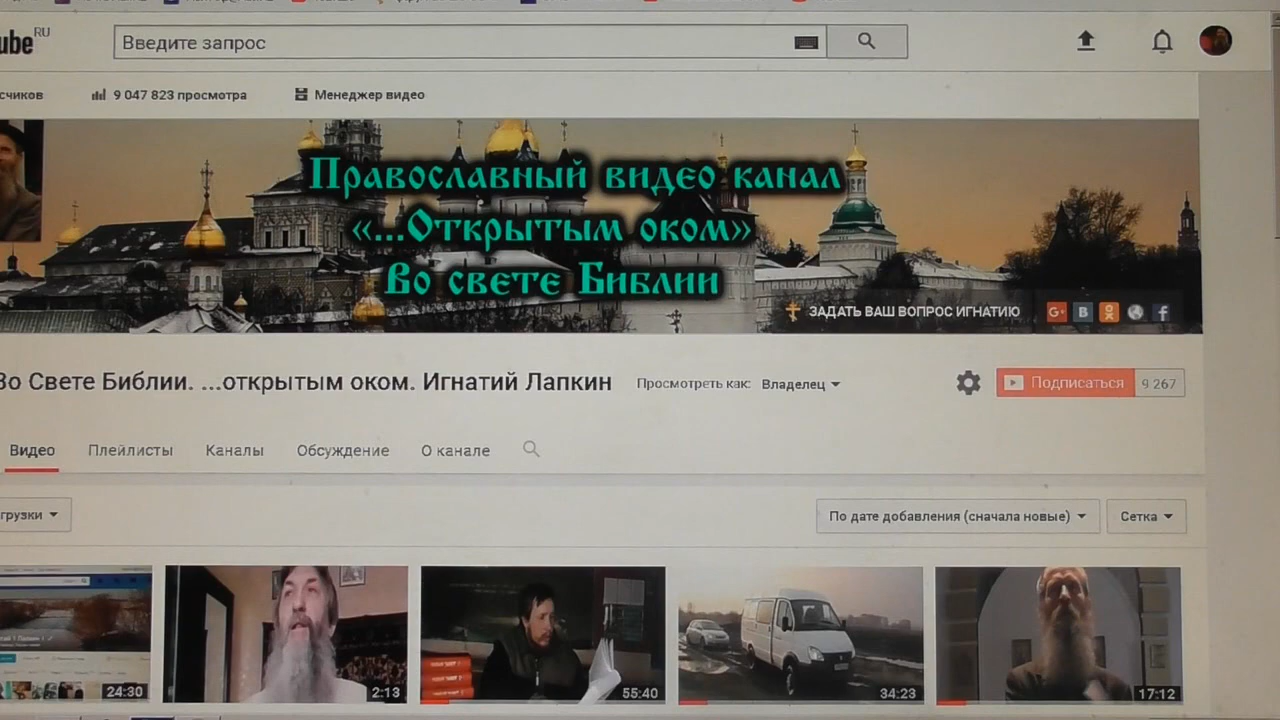 ube RU
Введите запрос
счиков
9 047 823 просмотра
Менеджер видео
Православный видео канал
«...Открытым оком»
Во свете Библии
ЗАДАТЬ ВАШ ВОПРОС ИГНАТИЮ
G+ В f
Во Свете Библии. ...открытым оком. Игнатий Лапкин
Просмотреть как: Владелец
Подписаться 9 267
Видео Плейлисты Каналы Обсуждение О канале
грузки
По дате добавления (сначала новые)
Сетка
24:30 2:13 55:40 34:23 17:12